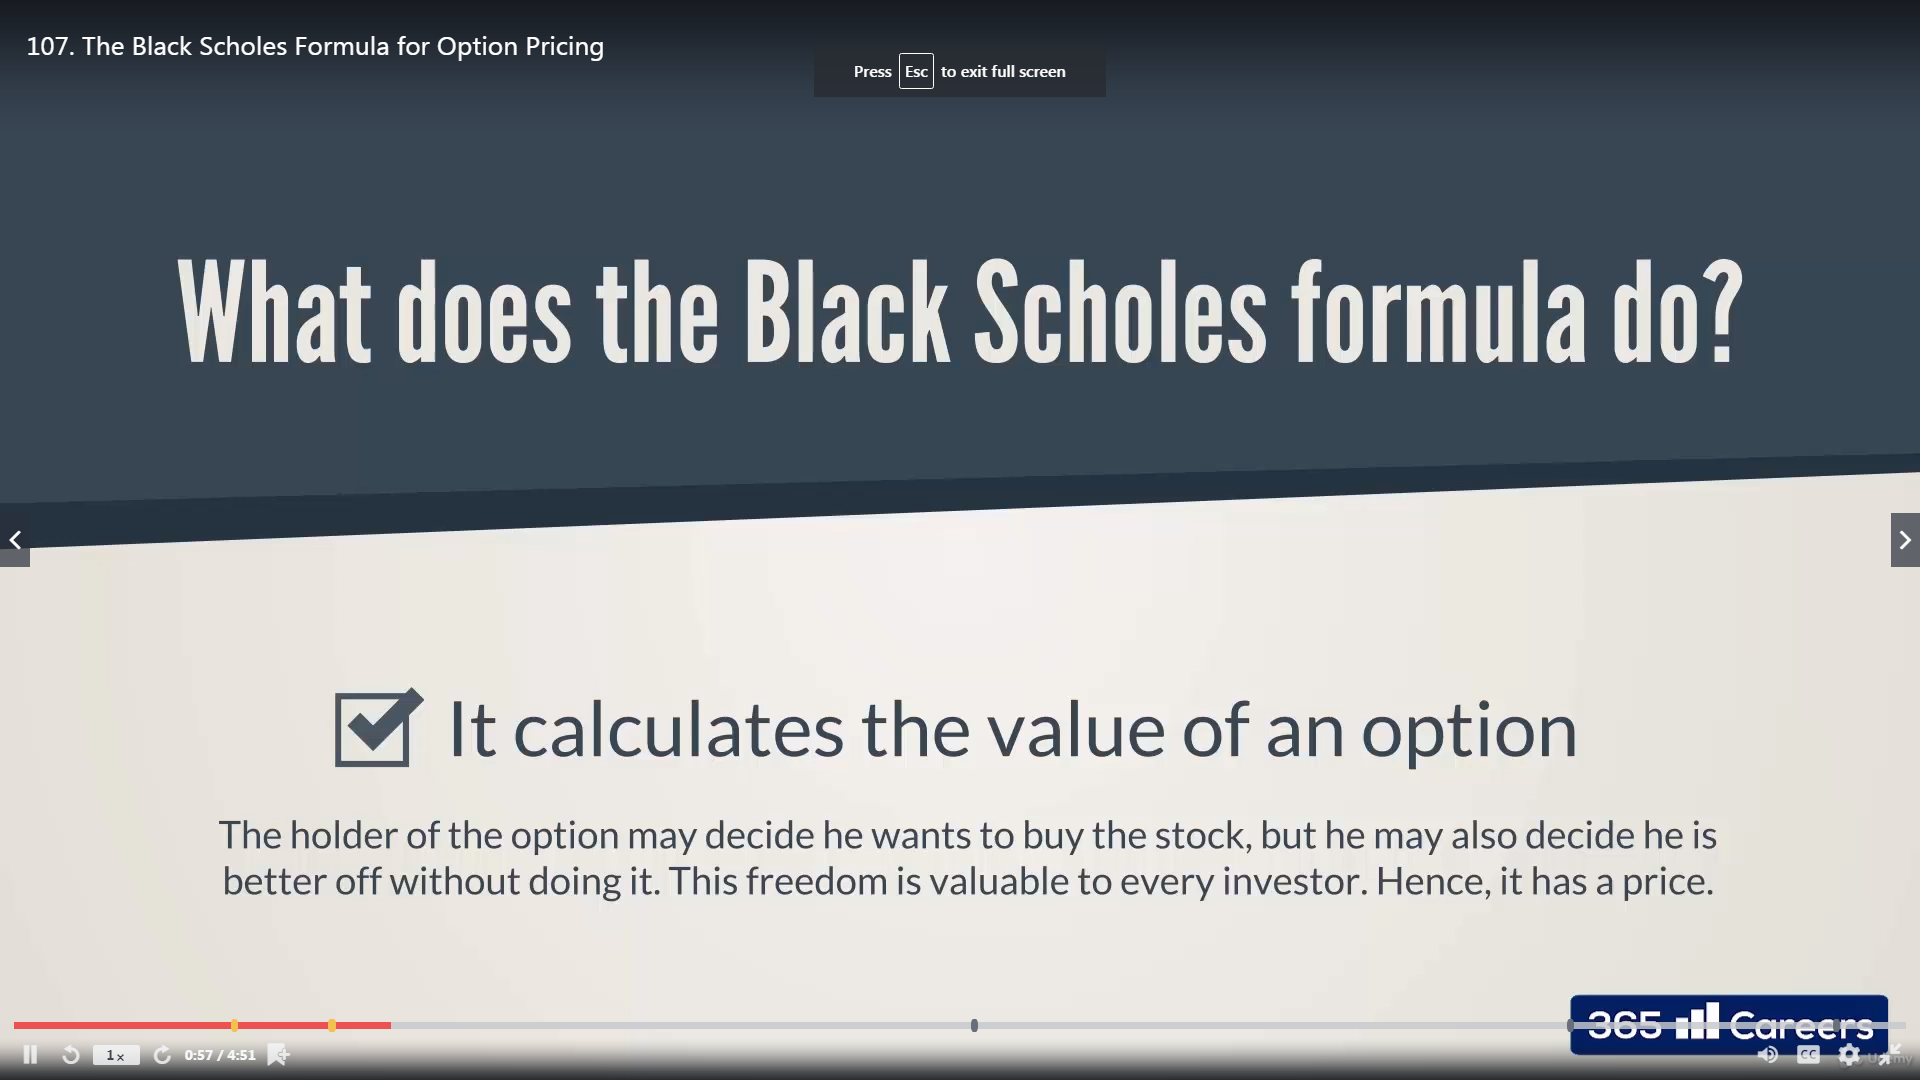 107. The Black Scholes Formula for Option Pricing
Press Esc to exit full screen
What does the Black Scholes formula do?
It calculates the value of an option
The holder of the option may decide he wants to buy the stock, but he may also decide he is
better off without doing it. This freedom is valuable to every investor. Hence, it has a price.
365 Careers
1x
0:57 / 4:51
CC
Udemy